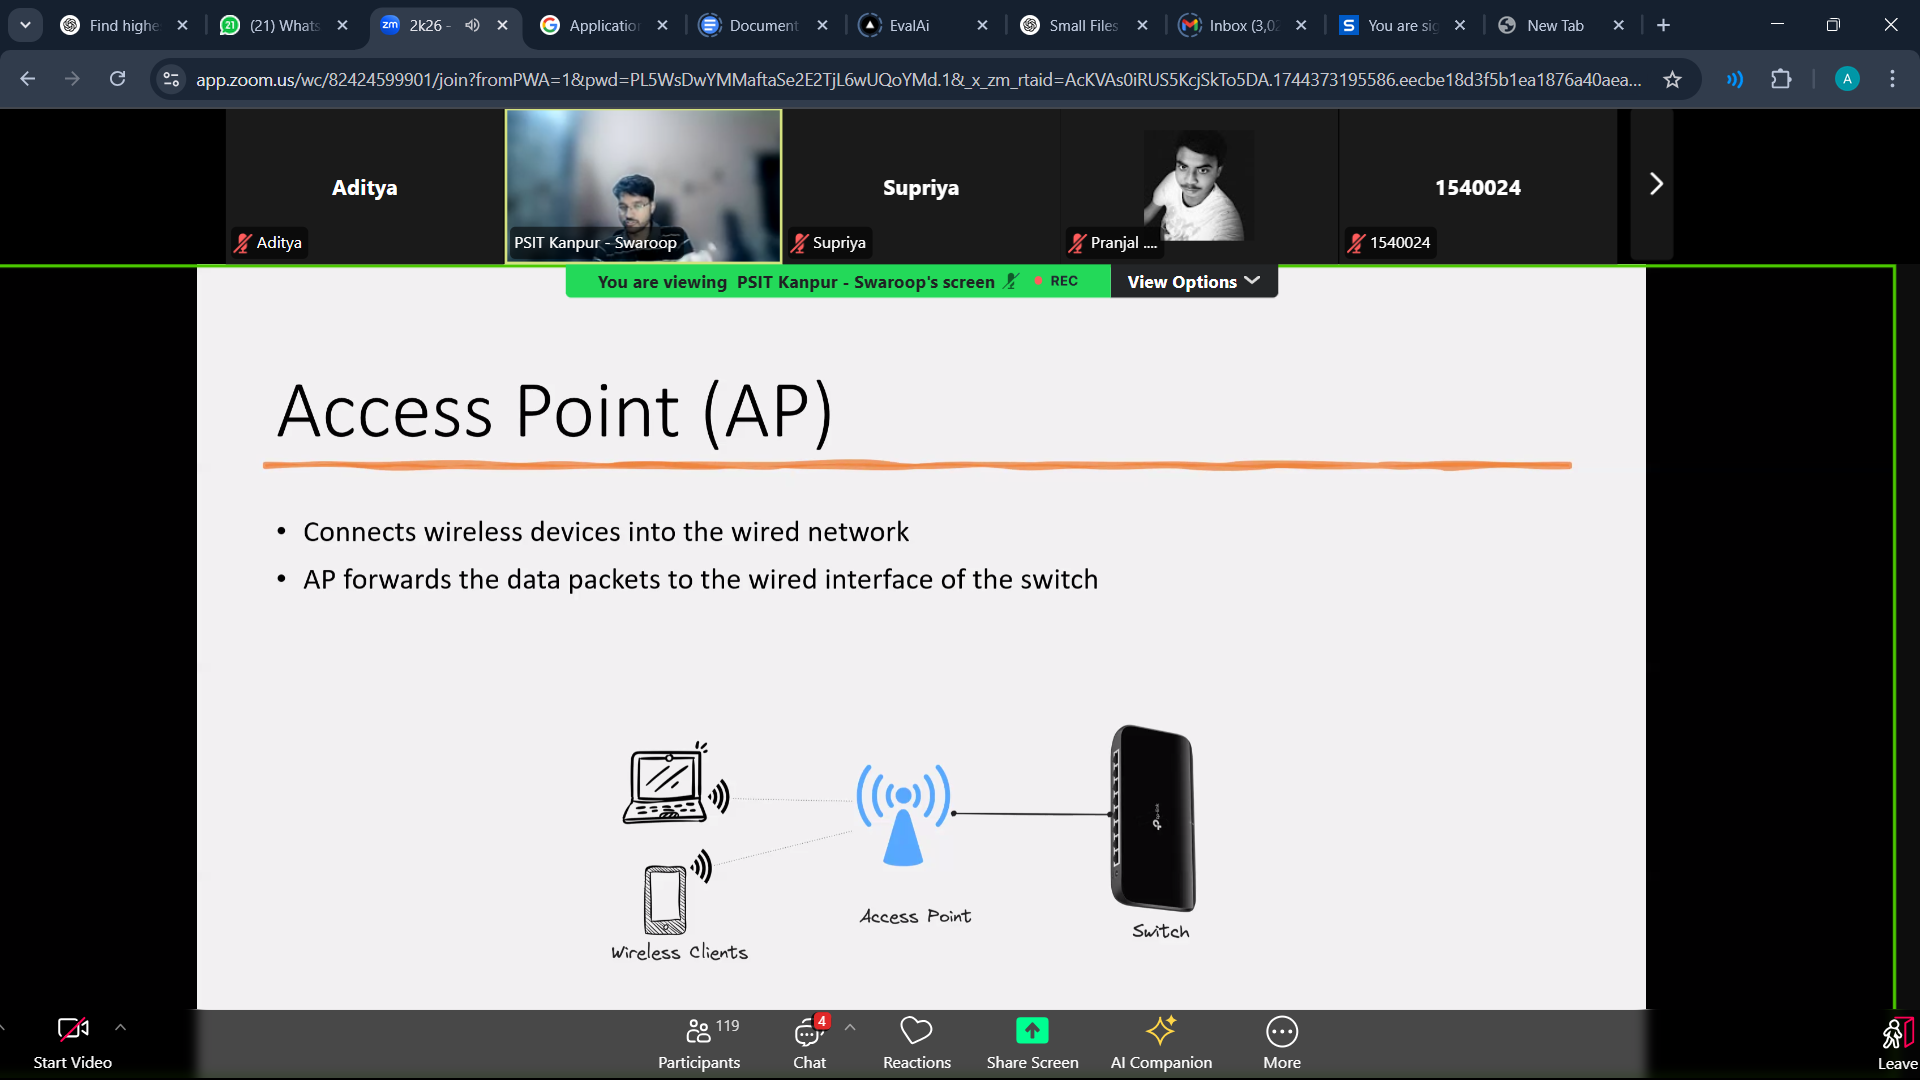 Find highe
(21) Whats
2k26 -
Applicatio
Document
EvalAi
Small Files
Inbox (3,02
You are sig
New Tab
app.zoom.us/wc/82424599901/join?fromPWA=1&pwd=PL5WsDwYMMaftaSe2E2TjL6wUQoYMd.1&_x_zm_rtaid=AcKVAs0iRUS5KcjSkTo5DA.1744373195586.eecbe18d3f5b1ea1876a40aea...
A
Aditya
Supriya
1540024
Aditya
PSIT Kanpur - Swaroop
Supriya
Pranjal ....
1540024
You are viewing PSIT Kanpur - Swaroop's screen
REC
View Options
Access Point (AP)
• Connects wireless devices into the wired network
• AP forwards the data packets to the wired interface of the switch
tp-link
Access Point
Switch
Wireless Clients
Start Video
119
Participants
4
Chat
Reactions
Share Screen
AI Companion
More
Leave